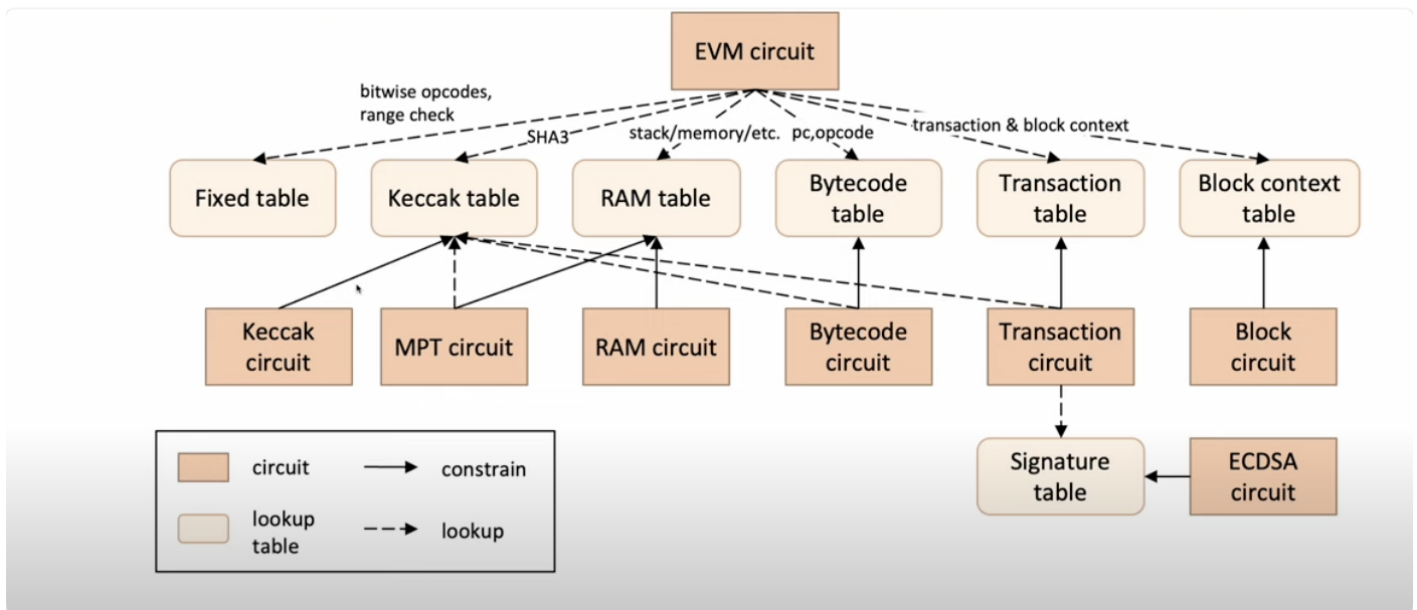 EVM circuit
bitwise opcodes,
range check
SHA3
stack/memory/etc.
pc,opcode
transaction & block context
Fixed table
Keccak table
RAM table
Bytecode
table
Transaction
table
Block context
table
Keccak
circuit
MPT circuit
RAM circuit
Bytecode
circuit
Transaction
circuit
Block
circuit
Signature
table
ECDSA
circuit
circuit
constrain
lookup
table
lookup